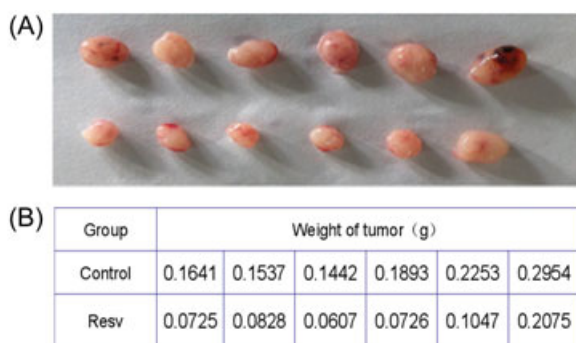 (A)
(B)
Group Weight of tumor（g）
Control 0.1641 0.1537 0.1442 0.1893 0.2253 0.2954
Resv 0.0725 0.0828 0.0607 0.0726 0.1047 0.2075